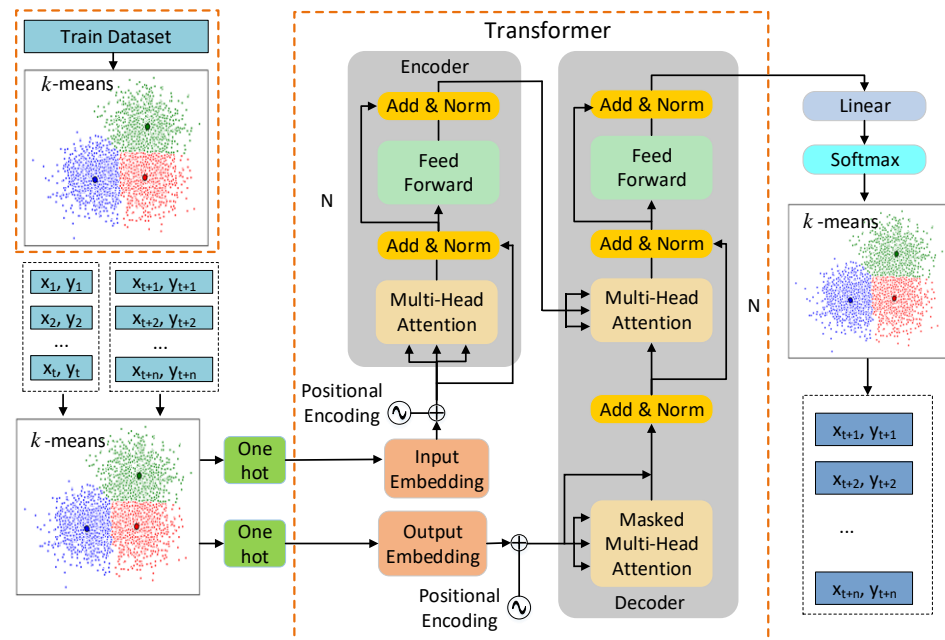 Train Dataset
k-means
x1, y1
x2, y2
...
xt, yt
xt+1, yt+1
xt+2, yt+2
...
xt+n, yt+n
k-means
One
hot
One
hot
Transformer
Encoder
Add & Norm
Feed
Forward
N
Add & Norm
Multi-Head
Attention
Positional
Encoding
Input
Embedding
Output
Embedding
Positional
Encoding
Add & Norm
Feed
Forward
Add & Norm
Multi-Head
Attention
N
Add & Norm
Masked
Multi-Head
Attention
Decoder
Linear
Softmax
k-means
xt+1, yt+1
xt+2, yt+2
...
xt+n, yt+n